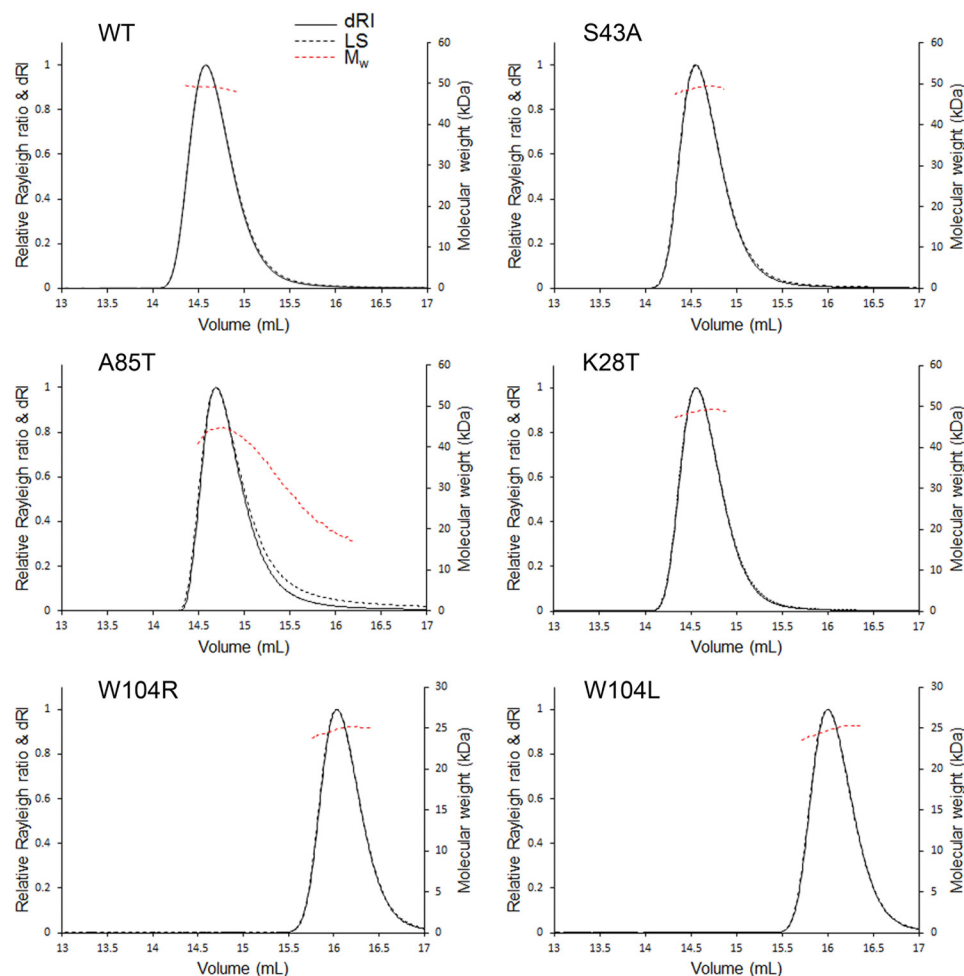 WT
dRI
LS
Mw
Relative Rayleigh ratio & dRI
1
0.8
0.6
0.4
0.2
0
60
50
40
30
20
10
0
Molecular weight (kDa)
13 13.5 14 14.5 15 15.5 16 16.5 17
Volume (mL)
S43A
Relative Rayleigh ratio & dRI
1
0.8
0.6
0.4
0.2
0
60
50
40
30
20
10
0
Molecular weight (kDa)
13 13.5 14 14.5 15 15.5 16 16.5 17
Volume (mL)
A85T
Relative Rayleigh ratio & dRI
1
0.8
0.6
0.4
0.2
0
60
50
40
30
20
10
0
Molecular weight (kDa)
13 13.5 14 14.5 15 15.5 16 16.5 17
Volume (mL)
K28T
Relative Rayleigh ratio & dRI
1
0.8
0.6
0.4
0.2
0
60
50
40
30
20
10
0
Molecular weight (kDa)
13 13.5 14 14.5 15 15.5 16 16.5 17
Volume (mL)
W104R
Relative Rayleigh ratio & dRI
1
0.8
0.6
0.4
0.2
0
30
25
20
15
10
5
0
Molecular weight (kDa)
13 13.5 14 14.5 15 15.5 16 16.5 17
Volume (mL)
W104L
Relative Rayleigh ratio & dRI
1
0.8
0.6
0.4
0.2
0
30
25
20
15
10
5
0
Molecular weight (kDa)
13 13.5 14 14.5 15 15.5 16 16.5 17
Volume (mL)